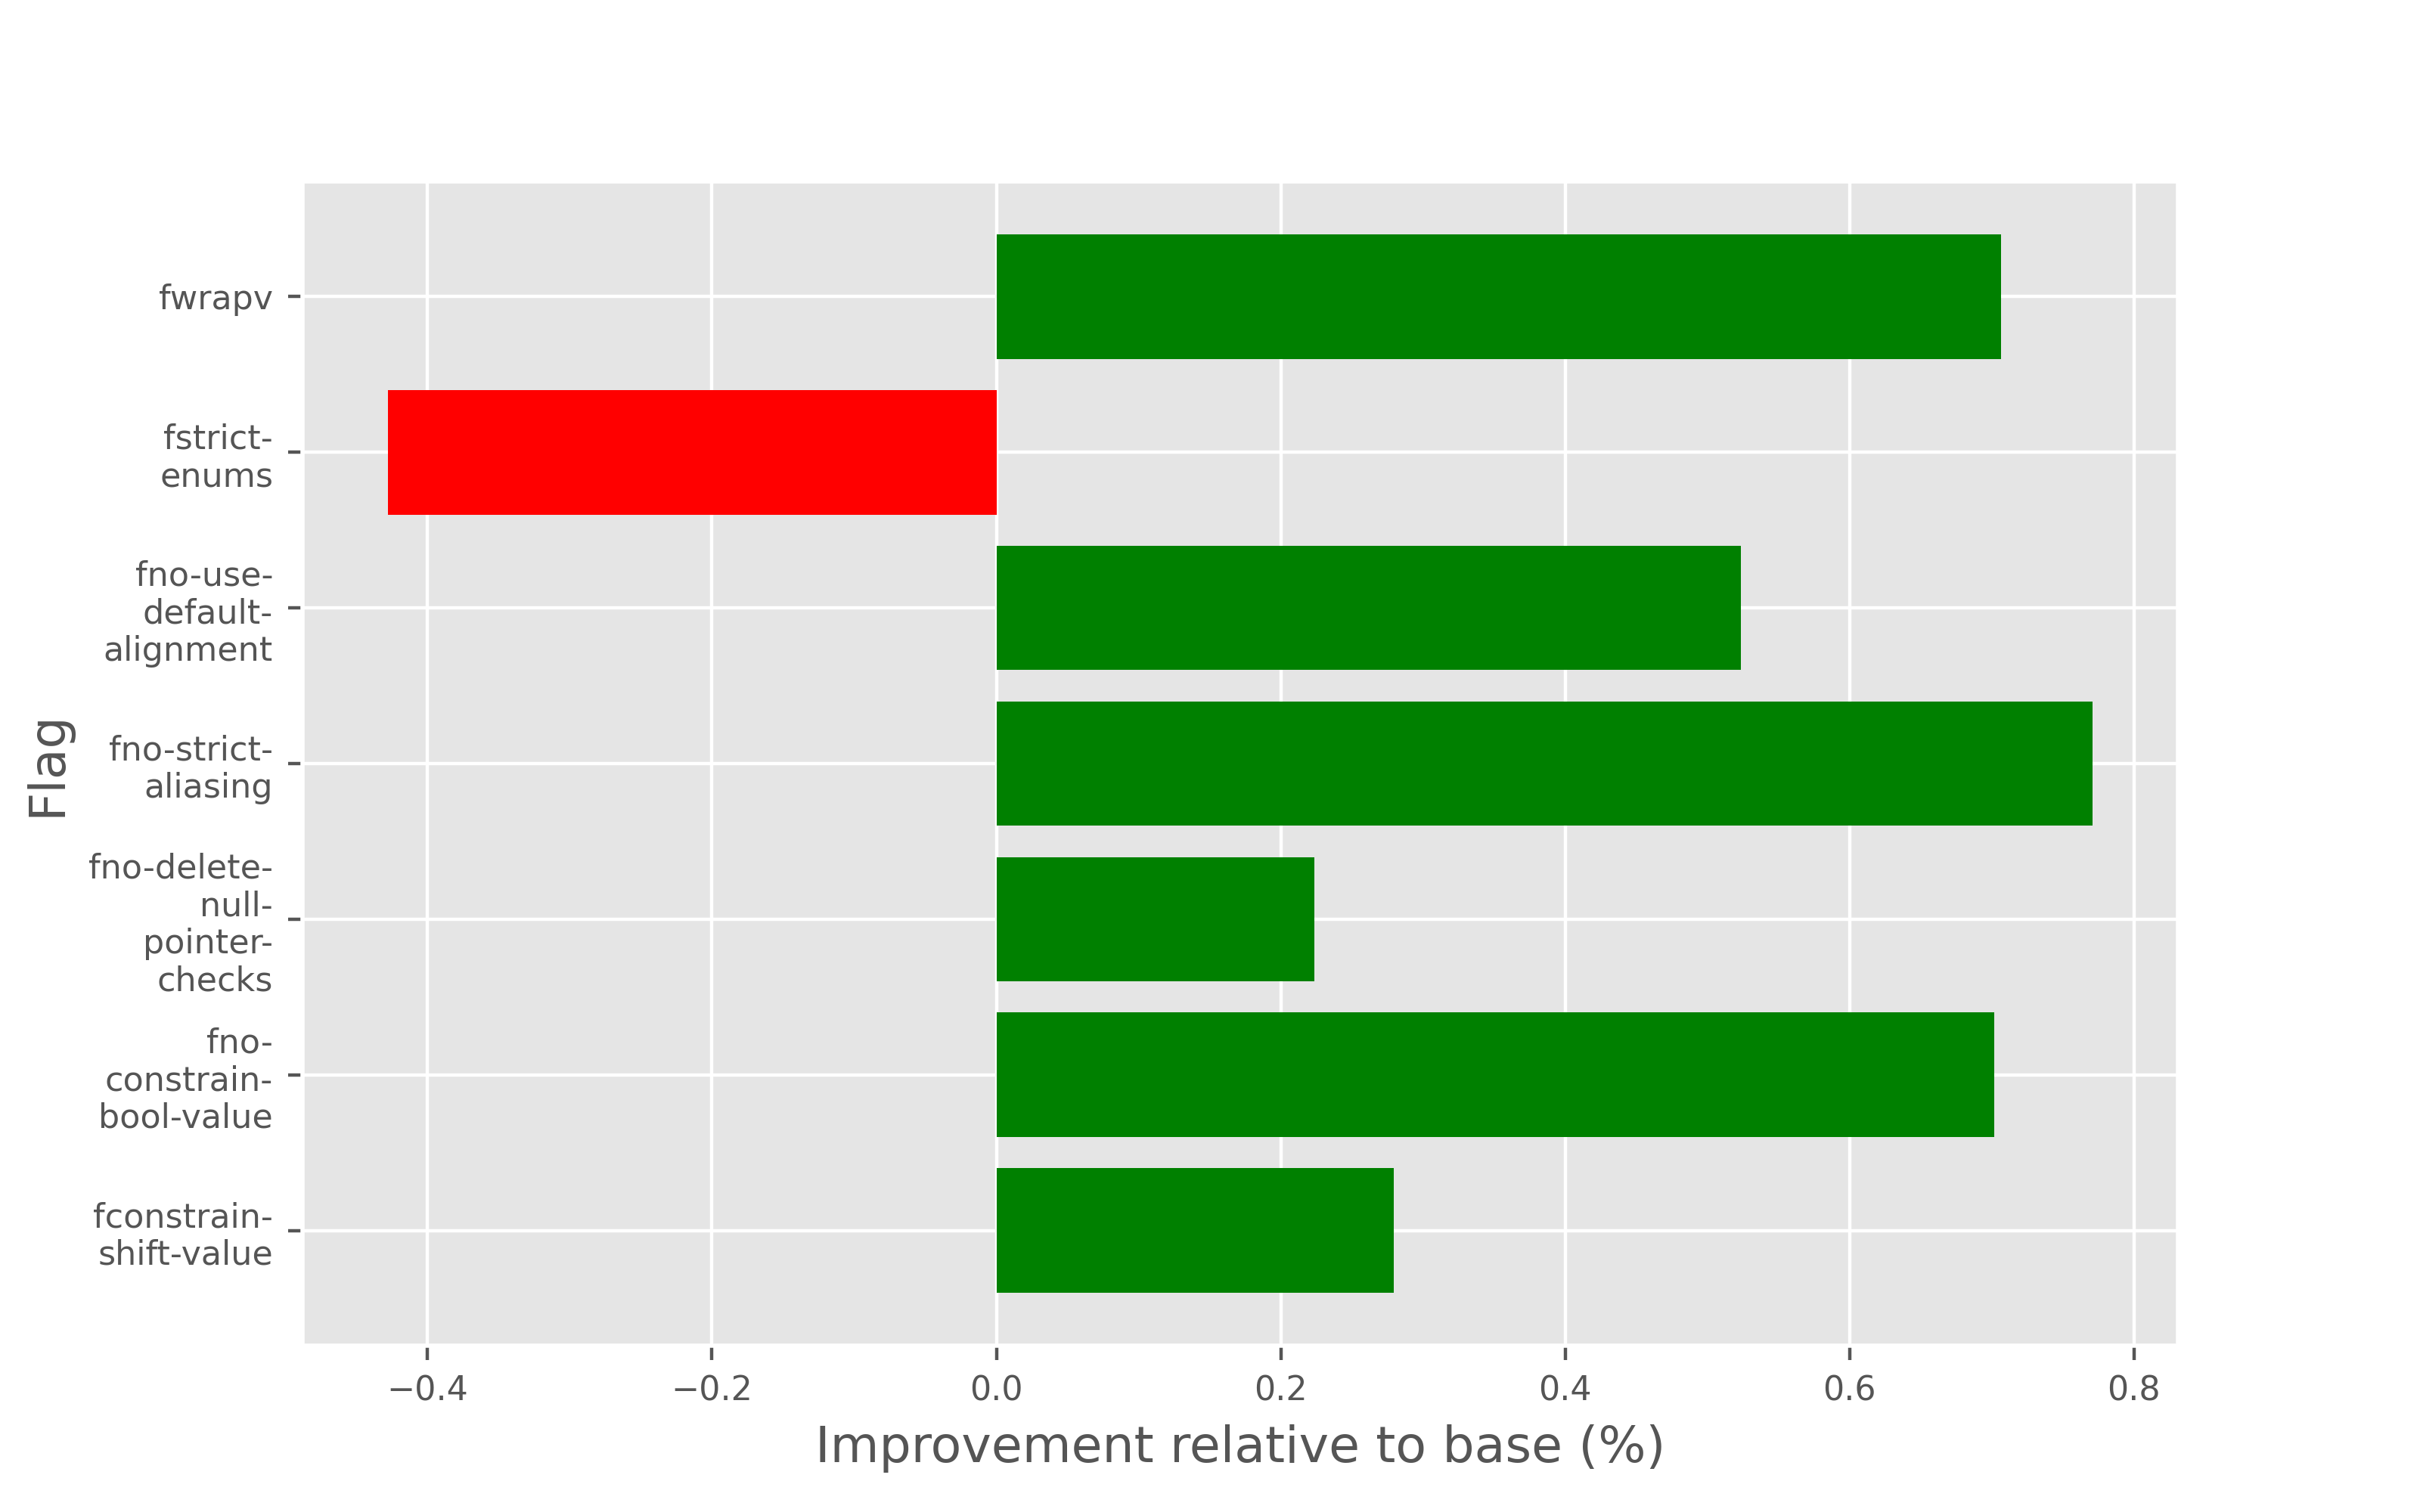 fwrapv
fstrict-
enums
fno-use-
default-
alignment
fno-strict-
aliasing
fno-delete-
null-
pointer-
checks
fno-
constrain-
bool-value
fconstrain-
shift-value
Flag
−0.4
−0.2
0.0
0.2
0.4
0.6
0.8
Improvement relative to base (%)